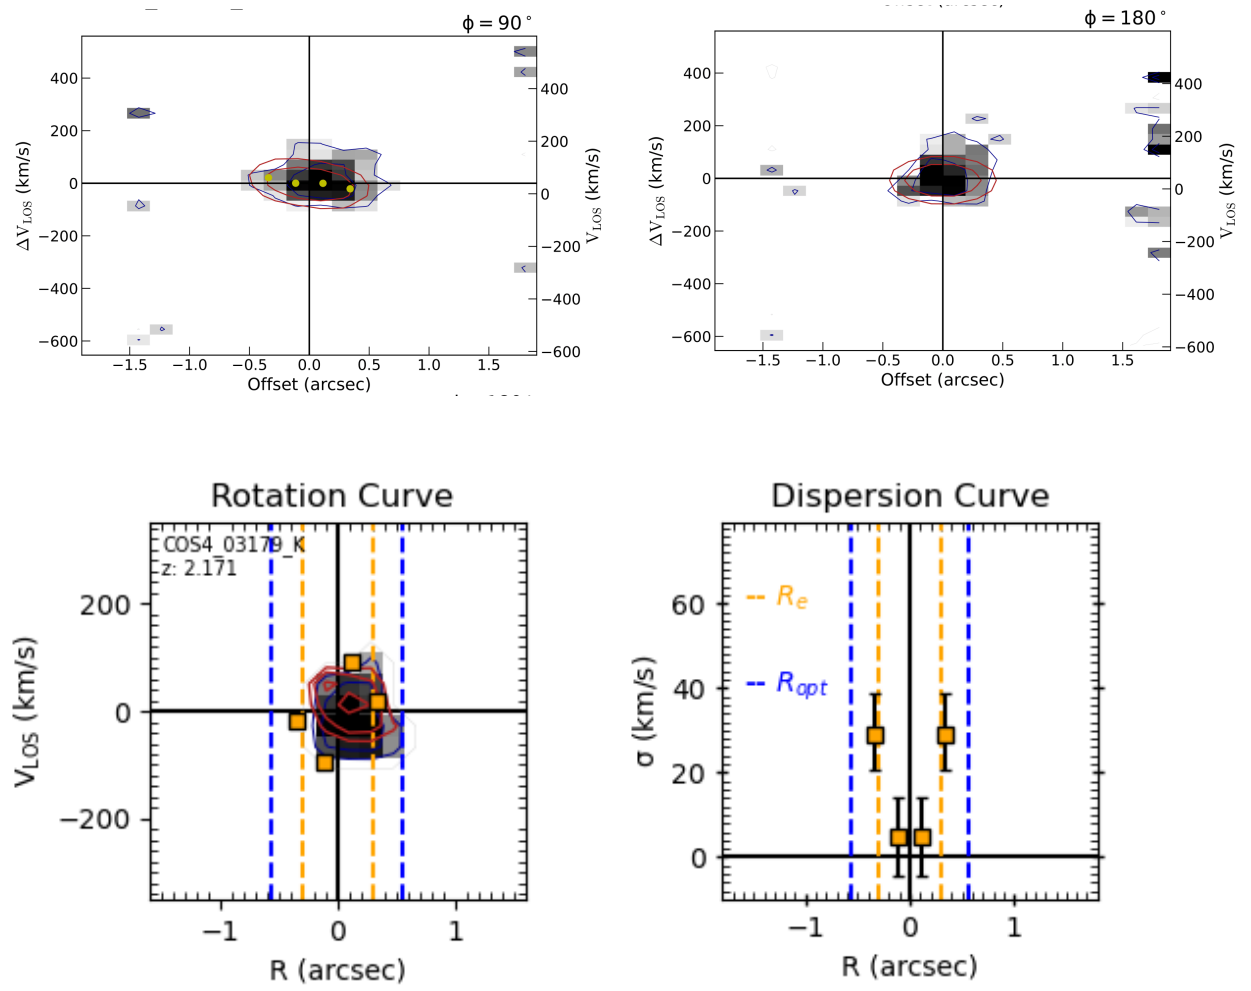 ϕ = 90°
400
200
0
−200
−400
−600
ΔV_LOS (km/s)
400
200
0
−200
−400
−600
V_LOS (km/s)
−1.5 −1.0 −0.5 0.0 0.5 1.0 1.5
Offset (arcsec)
ϕ = 180°
400
200
0
−200
−400
−600
ΔV_LOS (km/s)
400
200
0
−200
−400
−600
V_LOS (km/s)
−1.5 −1.0 −0.5 0.0 0.5 1.0 1.5
Offset (arcsec)
Rotation Curve
COS4_03179_K
z: 2.171
200
0
−200
V_LOS (km/s)
−1 0 1
R (arcsec)
Dispersion Curve
R_e
R_opt
60
40
20
0
σ (km/s)
−1 0 1
R (arcsec)